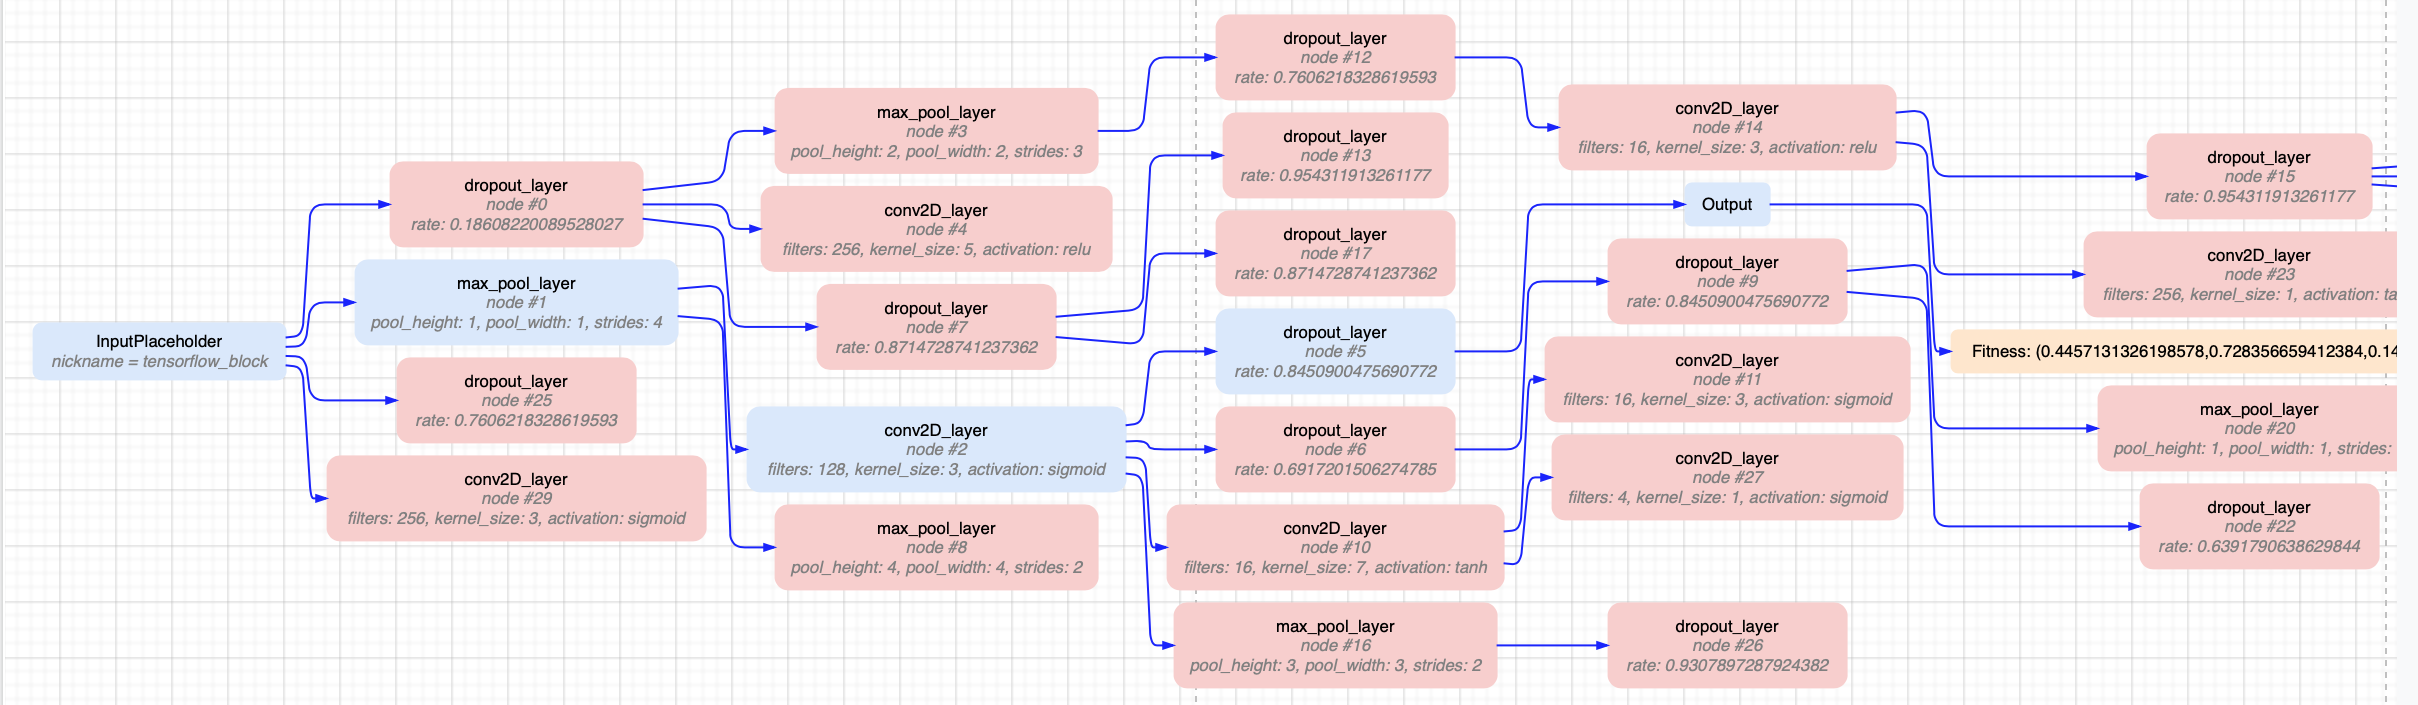 InputPlaceholder
nickname = tensorflow_block
dropout_layer
node #0
rate: 0.18608220089528027
max_pool_layer
node #1
pool_height: 1, pool_width: 1, strides: 4
dropout_layer
node #25
rate: 0.7606218328619593
conv2D_layer
node #29
filters: 256, kernel_size: 3, activation: sigmoid
max_pool_layer
node #3
pool_height: 2, pool_width: 2, strides: 3
conv2D_layer
node #4
filters: 256, kernel_size: 5, activation: relu
dropout_layer
node #7
rate: 0.8714728741237362
conv2D_layer
node #2
filters: 128, kernel_size: 3, activation: sigmoid
max_pool_layer
node #8
pool_height: 4, pool_width: 4, strides: 2
dropout_layer
node #12
rate: 0.7606218328619593
dropout_layer
node #13
rate: 0.954311913261177
dropout_layer
node #17
rate: 0.8714728741237362
dropout_layer
node #5
rate: 0.8450900475690772
dropout_layer
node #6
rate: 0.6917201506274785
conv2D_layer
node #10
filters: 16, kernel_size: 7, activation: tanh
max_pool_layer
node #16
pool_height: 3, pool_width: 3, strides: 2
conv2D_layer
node #14
filters: 16, kernel_size: 3, activation: relu
Output
dropout_layer
node #9
rate: 0.8450900475690772
conv2D_layer
node #11
filters: 16, kernel_size: 3, activation: sigmoid
conv2D_layer
node #27
filters: 4, kernel_size: 1, activation: sigmoid
dropout_layer
node #26
rate: 0.9307897287924382
dropout_layer
node #15
rate: 0.954311913261177
conv2D_layer
node #23
filters: 256, kernel_size: 1, activation: ta
Fitness: (0.4457131326198578,0.728356659412384,0.14
max_pool_layer
node #20
pool_height: 1, pool_width: 1, strides:
dropout_layer
node #22
rate: 0.6391790638629844